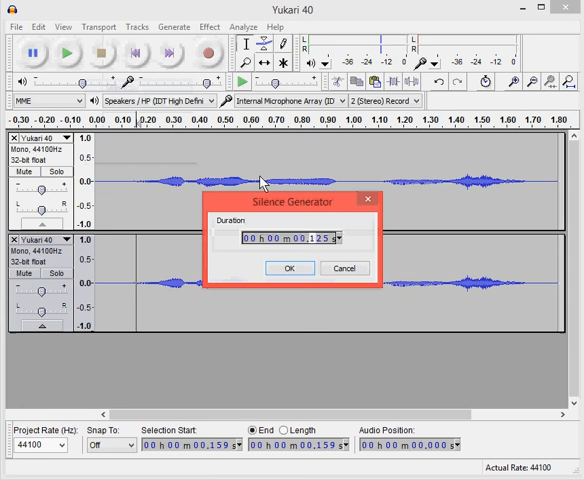 Yukari 40
File Edit View Transport Tracks Generate Effect Analyze Help
L
R
-36 -24 -12 0
L
R
-36 -24 -12 0
MME Speakers / HP (IDT High Defini Internal Microphone Array (ID 2 (Stereo) Record
- 0.30 -0.10 0.00 0.10 0.20 0.30 0.40 0.50 0.60 0.70 0.80 0.90 1.00 1.10 1.20 1.30 1.40 1.50 1.60 1.70 1.80
X Yukari 40 1.0
Mono, 44100Hz
32-bit float 0.5
Mute Solo
- + 0.0
L R -0.5
-1.0
Silence Generator
Duration
00 h 00 m 00.125 s
OK Cancel
X Yukari 40 1.0
Mono, 44100Hz
32-bit float 0.5
Mute Solo
- + 0.0
L R -0.5
-1.0
Project Rate (Hz): Snap To: Selection Start: End Length Audio Position:
44100 Off 00 h 00 m 00.159 s 00 h 00 m 00.159 s 00 h 00 m 00.000 s
Actual Rate: 44100